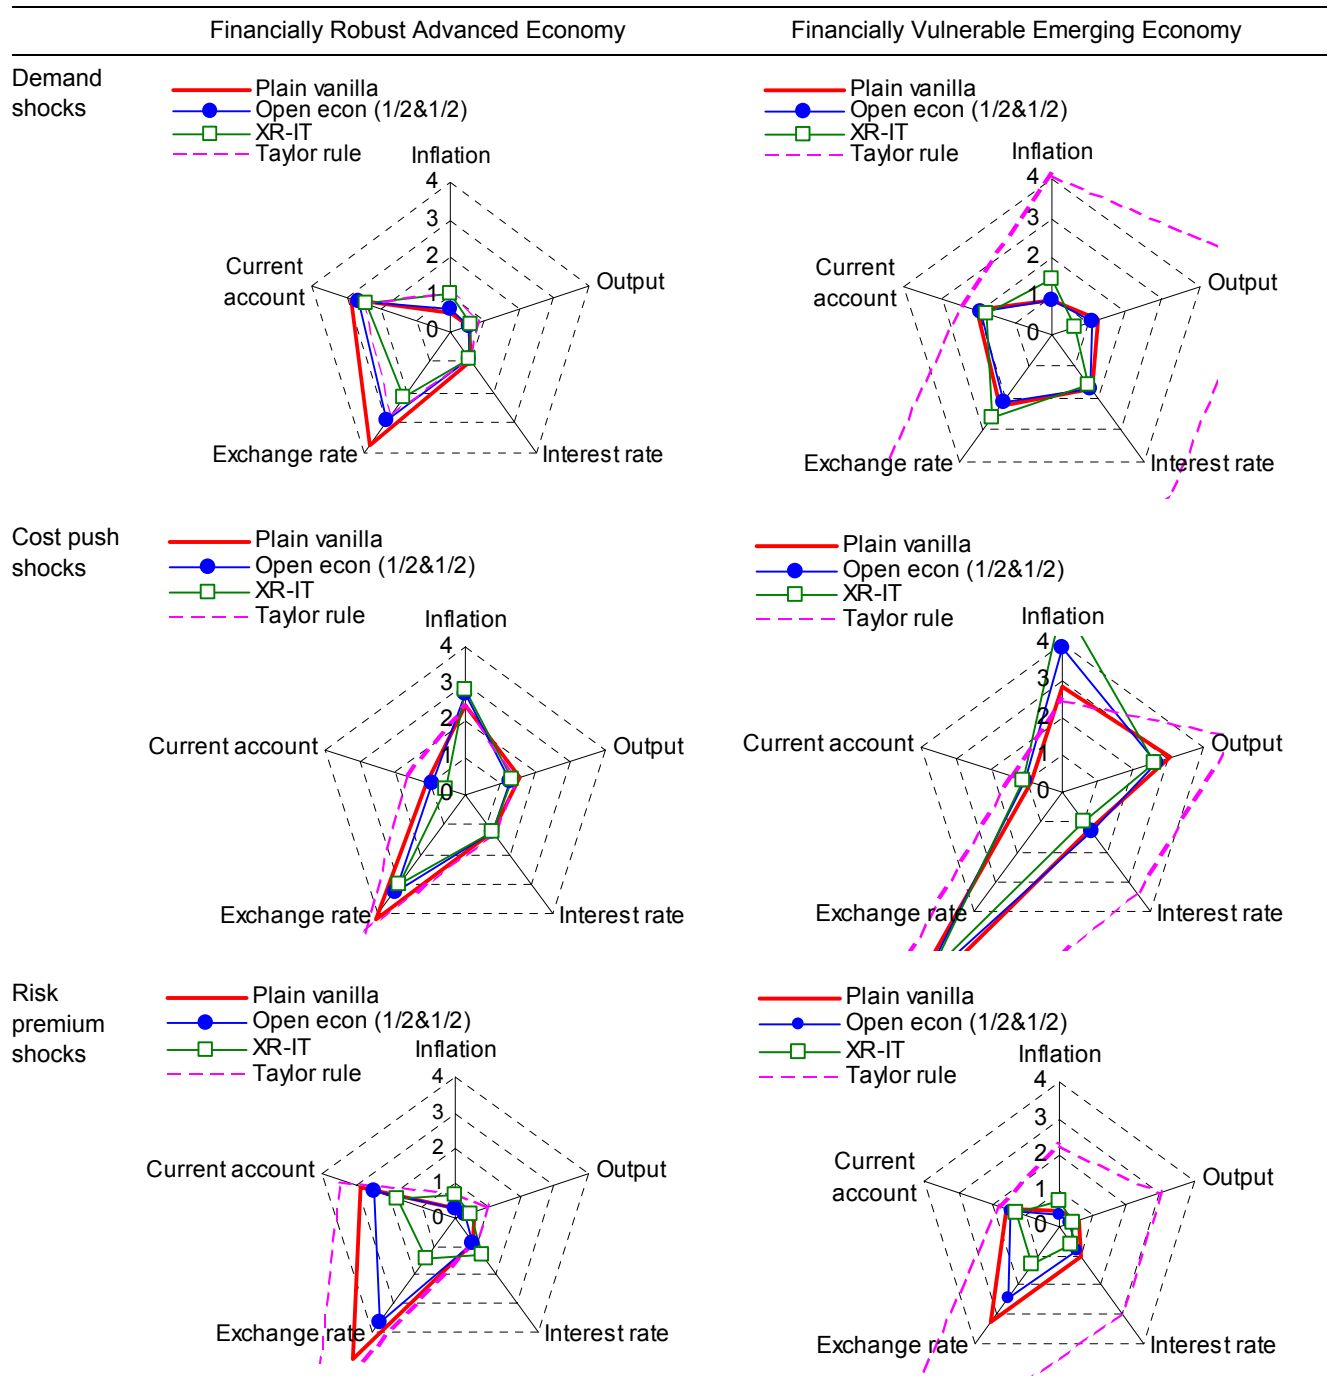 Financially Robust Advanced Economy
Financially Vulnerable Emerging Economy
Demand
shocks
Plain vanilla
Open econ (1/2&1/2)
XR-IT
Taylor rule
Inflation
4
3
2
1
0
Output
Interest rate
Exchange rate
Current
account
Plain vanilla
Open econ (1/2&1/2)
XR-IT
Taylor rule
Inflation
4
3
2
1
0
Output
Interest rate
Exchange rate
Current
account
Cost push
shocks
Plain vanilla
Open econ (1/2&1/2)
XR-IT
Taylor rule
Inflation
4
3
2
1
0
Output
Interest rate
Exchange rate
Current account
Plain vanilla
Open econ (1/2&1/2)
XR-IT
Taylor rule
Inflation
4
3
2
1
0
Output
Interest rate
Exchange rate
Current account
Risk
premium
shocks
Plain vanilla
Open econ (1/2&1/2)
XR-IT
Taylor rule
Inflation
4
3
2
1
0
Output
Interest rate
Exchange rate
Current account
Plain vanilla
Open econ (1/2&1/2)
XR-IT
Taylor rule
Inflation
4
3
2
1
0
Output
Interest rate
Exchange rate
Current
account